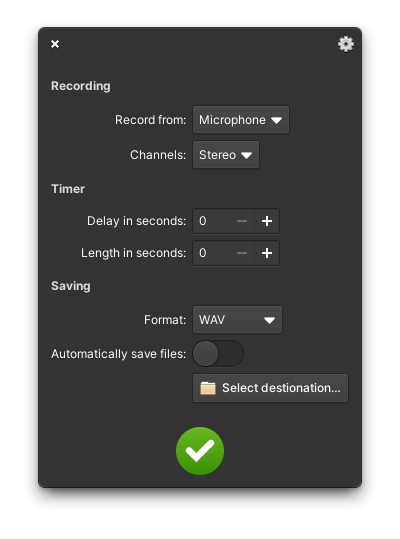 Recording
Record from: Microphone
Channels: Stereo
Timer
Delay in seconds: 0
Length in seconds: 0
Saving
Format: WAV
Automatically save files:
Select destionation...